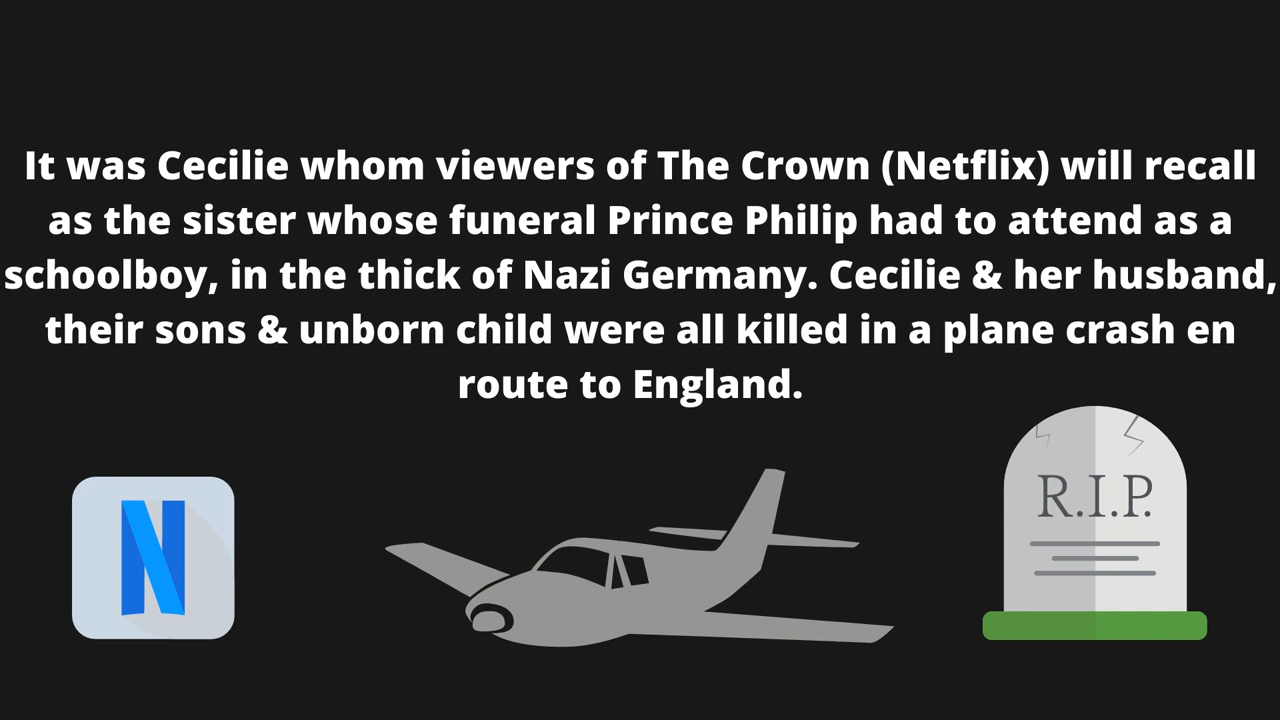 It was Cecilie whom viewers of The Crown (Netflix) will recall
as the sister whose funeral Prince Philip had to attend as a
schoolboy, in the thick of Nazi Germany. Cecilie & her husband,
their sons & unborn child were all killed in a plane crash en
route to England.
N
R.I.P.